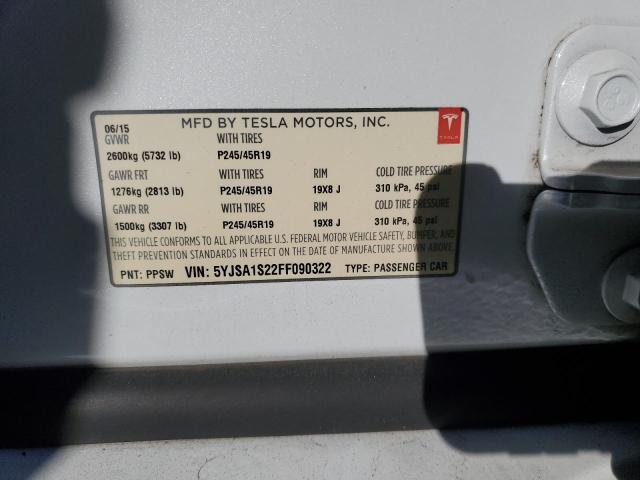 06/15 MFD BY TESLA MOTORS, INC.
GVWR WITH TIRES
TESLA
2600kg (5732 lb) P245/45R19
GAWR FRT WITH TIRES RIM COLD TIRE PRESSURE
1276kg (2813 lb) P245/45R19 19X8 J 310 kPa, 45 psi
GAWR RR WITH TIRES RIM COLD TIRE PRESSURE
1500kg (3307 lb) P245/45R19 19X8 J 310 kPa, 45 psi
THIS VEHICLE CONFORMS TO ALL APPLICABLE U.S. FEDERAL MOTOR VEHICLE SAFETY, BUMPER, AND
THEFT PREVENTION STANDARDS IN EFFECT ON THE DATE OF MANUFACTURE SHOWN ABOVE.
PNT: PPSW VIN: 5YJSA1S22FF090322 TYPE: PASSENGER CAR